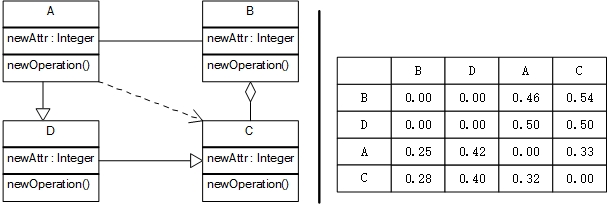 A
newAttr : Integer
newOperation()
B
newAttr : Integer
newOperation()
D
newAttr : Integer
newOperation()
C
newAttr : Integer
newOperation()
B D A C
B 0.00 0.00 0.46 0.54
D 0.00 0.00 0.50 0.50
A 0.25 0.42 0.00 0.33
C 0.28 0.40 0.32 0.00